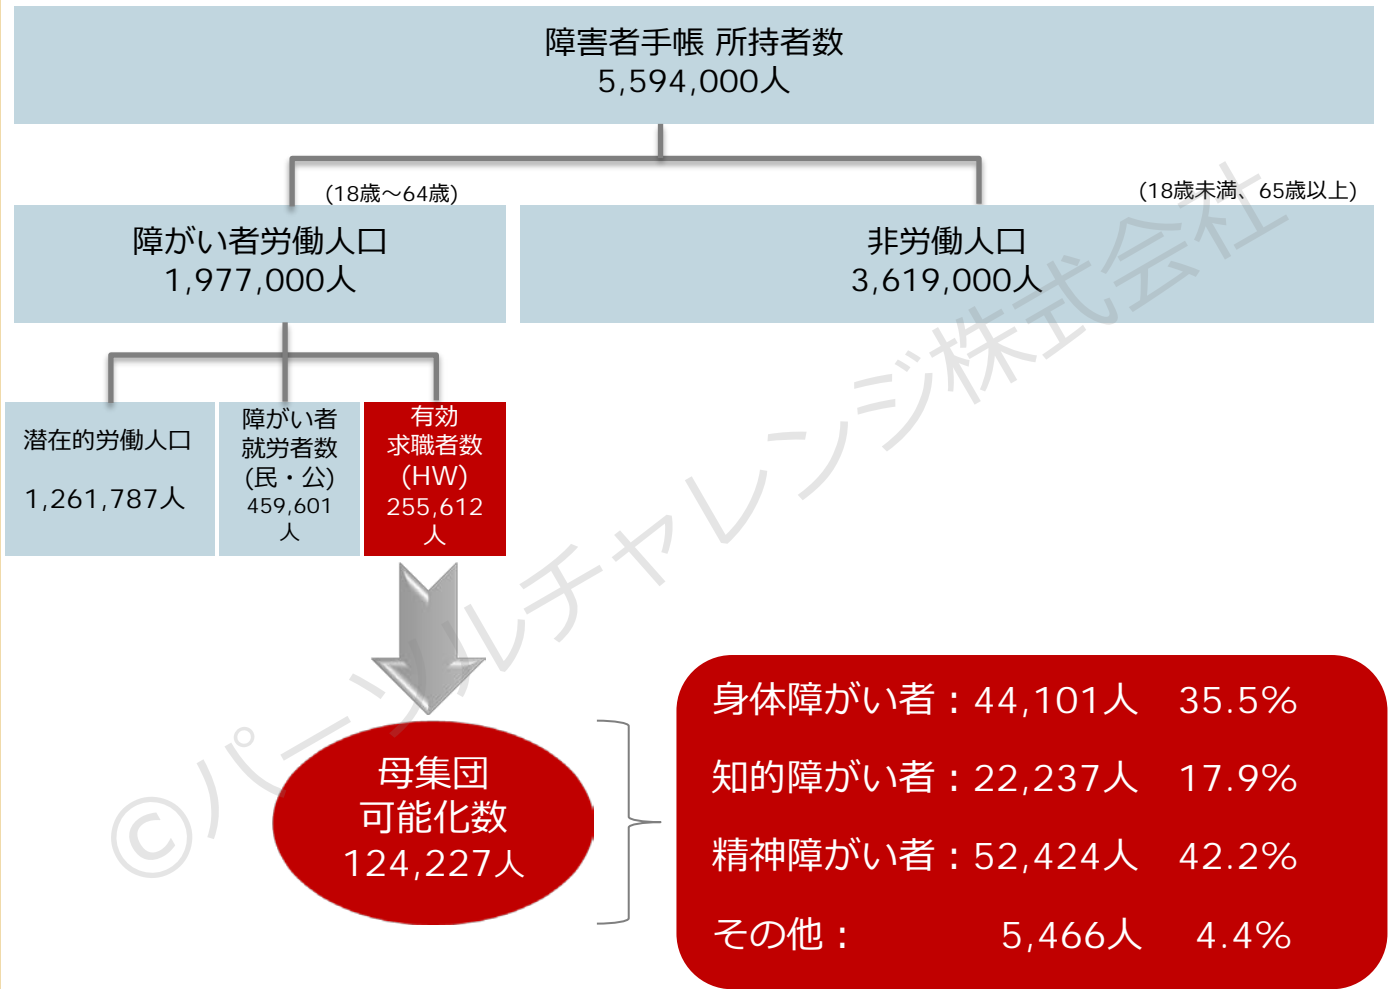 障害者手帳 所持者数
5,594,000人
(18歳～64歳)
(18歳未満、65歳以上)
障がい者労働人口
1,977,000人
非労働人口
3,619,000人
潜在的労働人口
1,261,787人
障がい者
就労者数
(民・公)
459,601
人
有効
求職者数
(HW)
255,612
人
母集団
可能化数
124,227人
身体障がい者：44,101人 35.5%
知的障がい者：22,237人 17.9%
精神障がい者：52,424人 42.2%
その他： 5,466人 4.4%
©パーソルチャレンジ株式会社